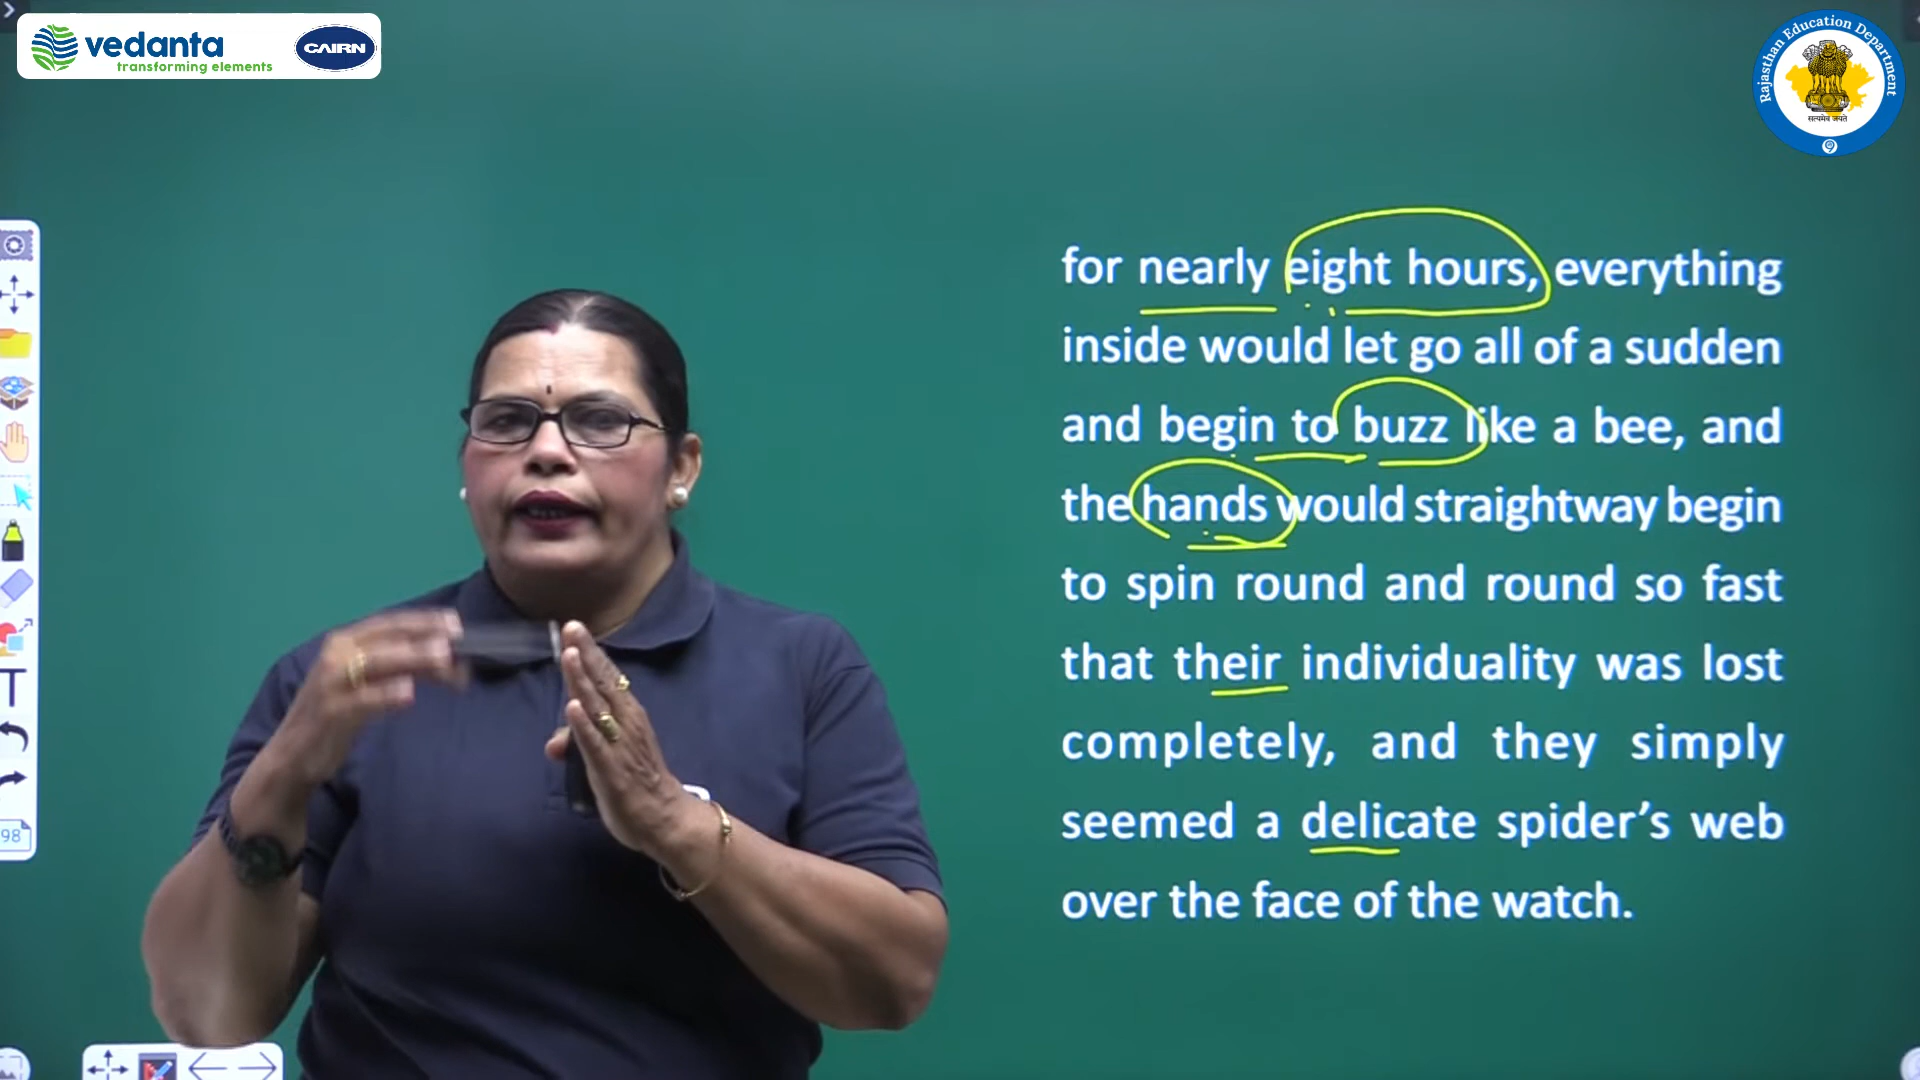 vedanta
transforming elements
CAIRN
Rajasthan Education Department
सत्यमेव जयते
for nearly eight hours, everything
inside would let go all of a sudden
and begin to buzz like a bee, and
the hands would straightway begin
to spin round and round so fast
that their individuality was lost
completely, and they simply
seemed a delicate spider’s web
over the face of the watch.
T
98